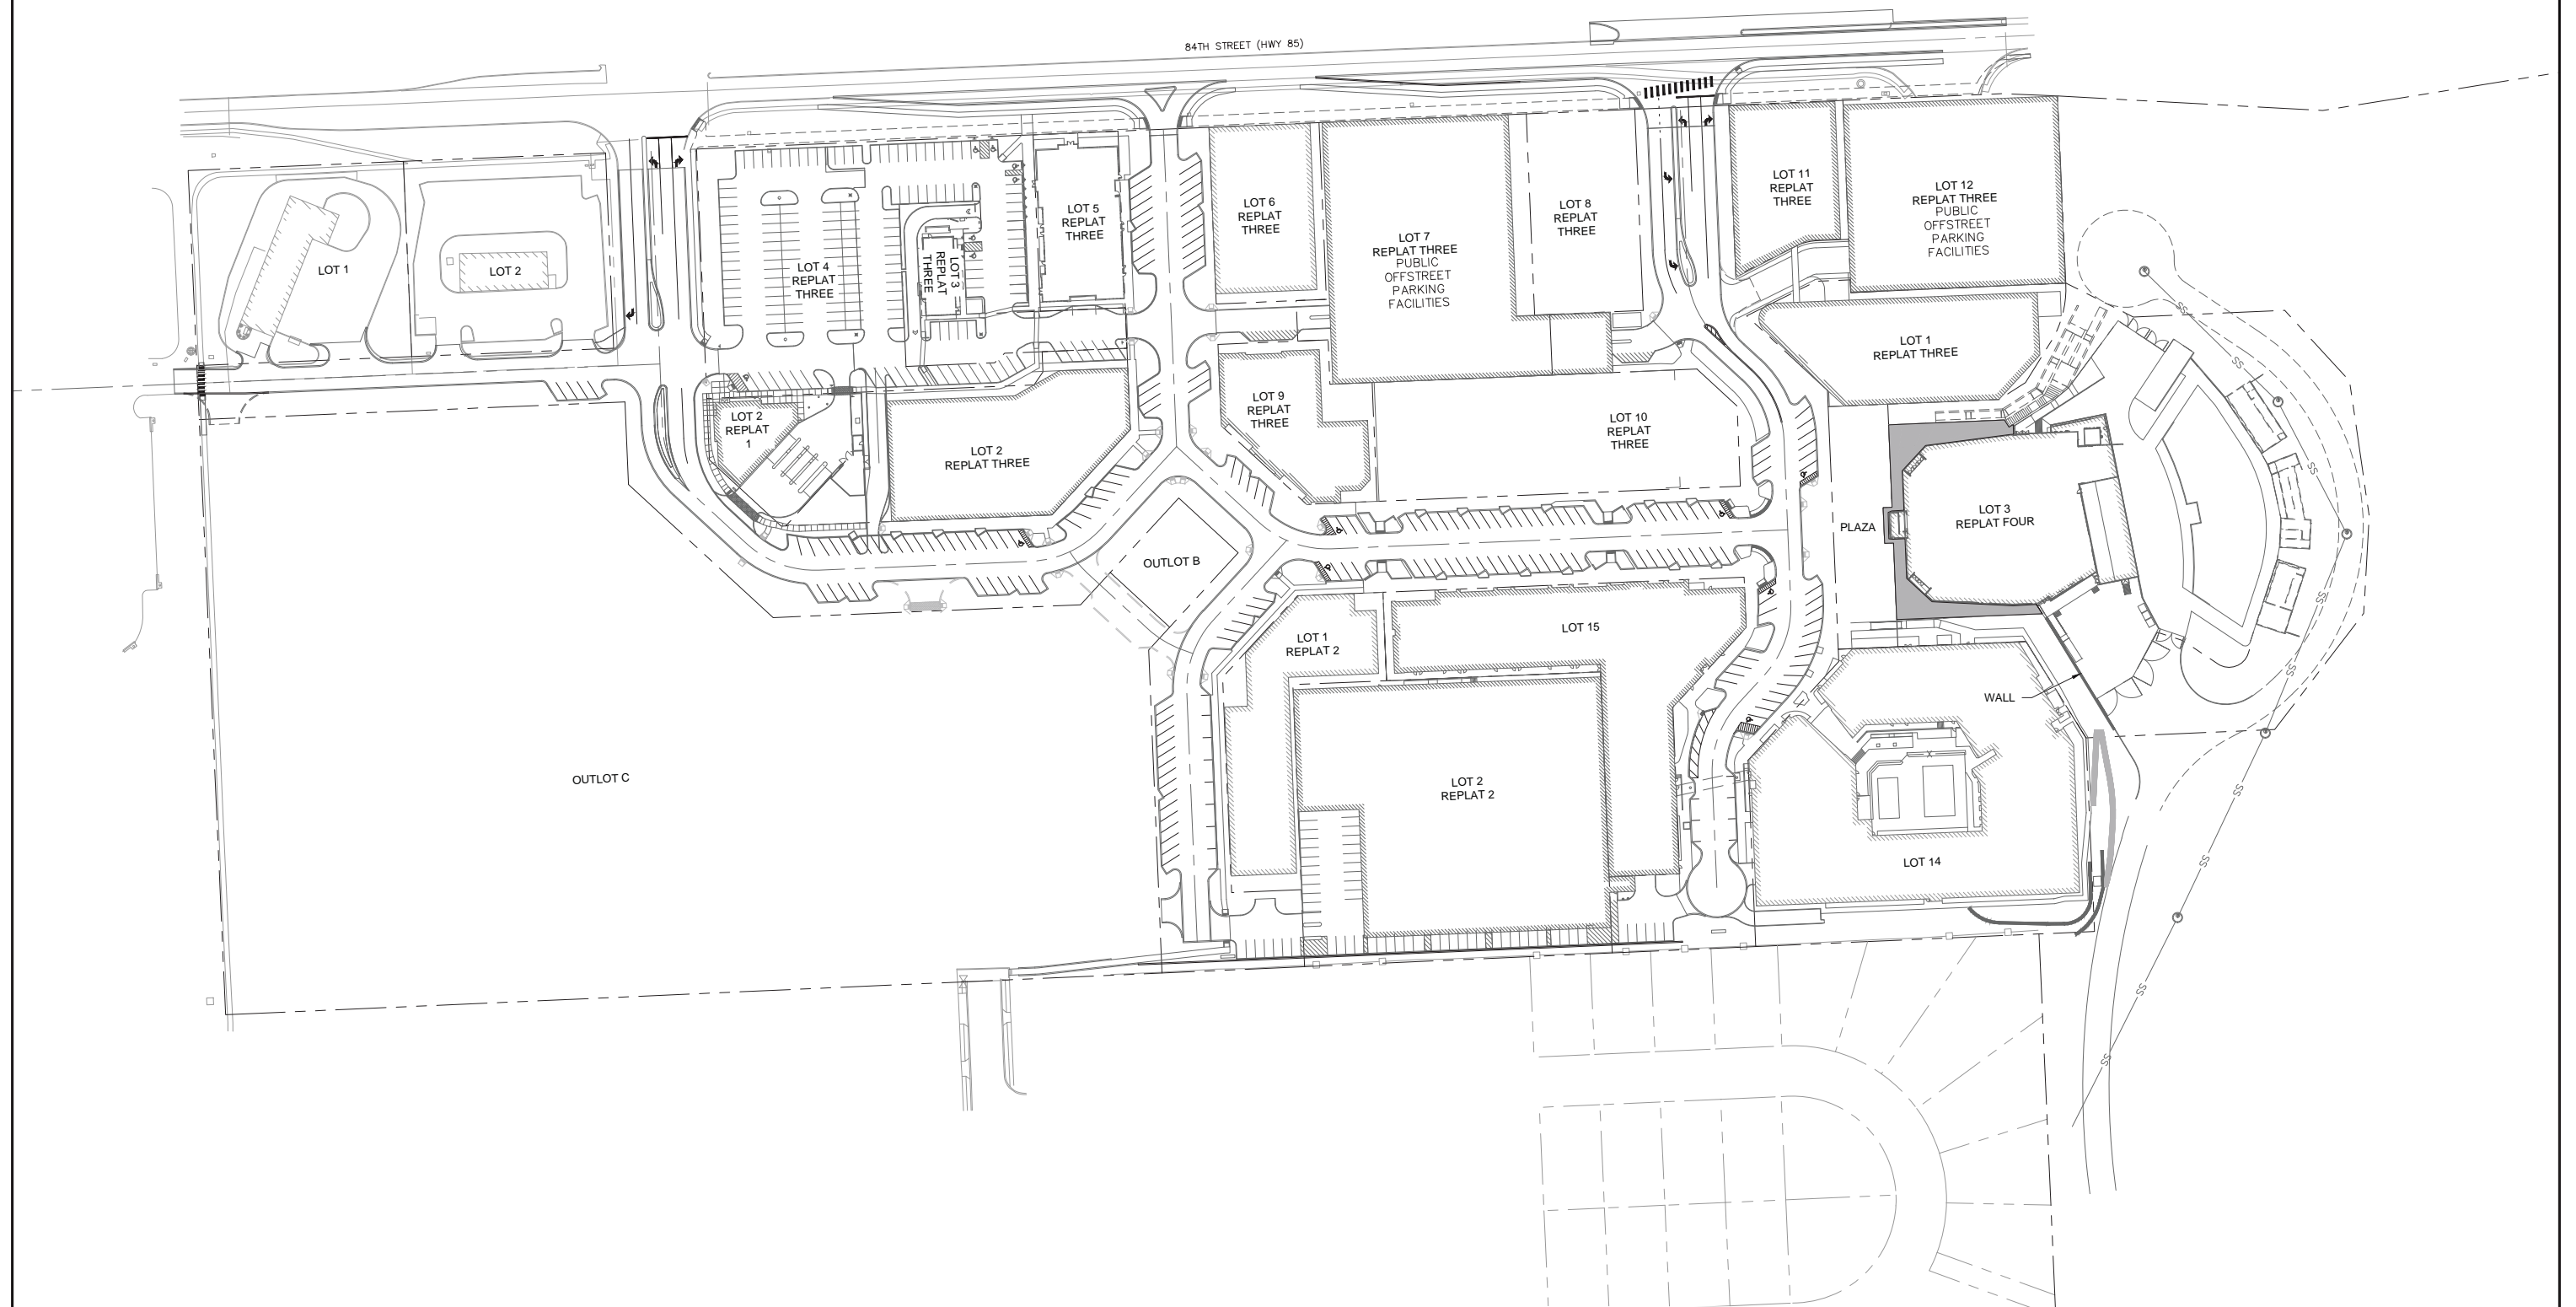 84TH STREET (HWY 85)
LOT 1
LOT 2
LOT 4
REPLAT
THREE
LOT 3
REPLAT
THREE
LOT 5
REPLAT
THREE
LOT 6
REPLAT
THREE
LOT 7
REPLAT THREE
PUBLIC
OFFSTREET
PARKING
FACILITIES
LOT 8
REPLAT
THREE
LOT 11
REPLAT
THREE
LOT 12
REPLAT THREE
PUBLIC
OFFSTREET
PARKING
FACILITIES
LOT 1
REPLAT THREE
LOT 2
REPLAT
1
LOT 2
REPLAT THREE
LOT 9
REPLAT
THREE
LOT 10
REPLAT
THREE
PLAZA
LOT 3
REPLAT FOUR
OUTLOT B
LOT 1
REPLAT 2
LOT 15
WALL
OUTLOT C
LOT 2
REPLAT 2
LOT 14
SS
SS
SS
SS
SS
SS
SS
SS
SS